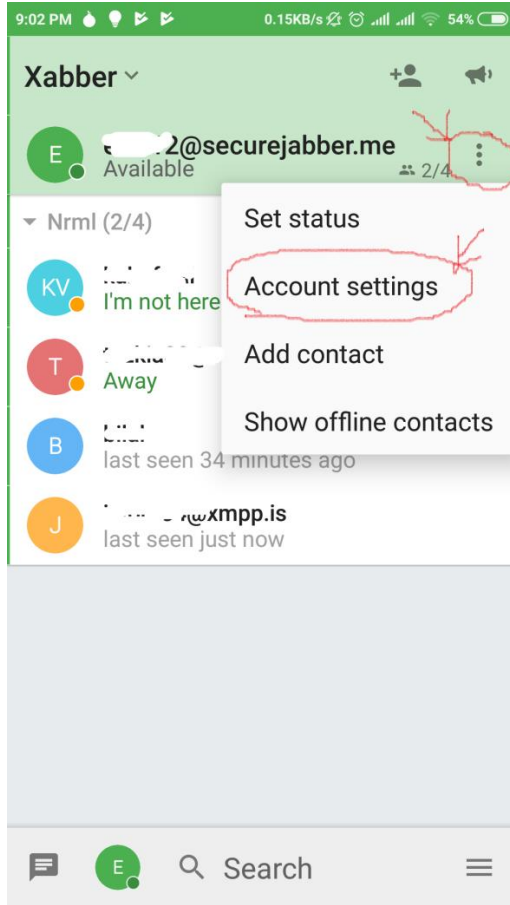 9:02 PM 0.15KB/s 54%
Xabber
E
2@securejabber.me
Available 2/4
Nrml (2/4)
Set status
KV
I'm not here
Account settings
T
Away
Add contact
B
last seen 34 minutes ago
Show offline contacts
J
xmpp.is
last seen just now
E
Search